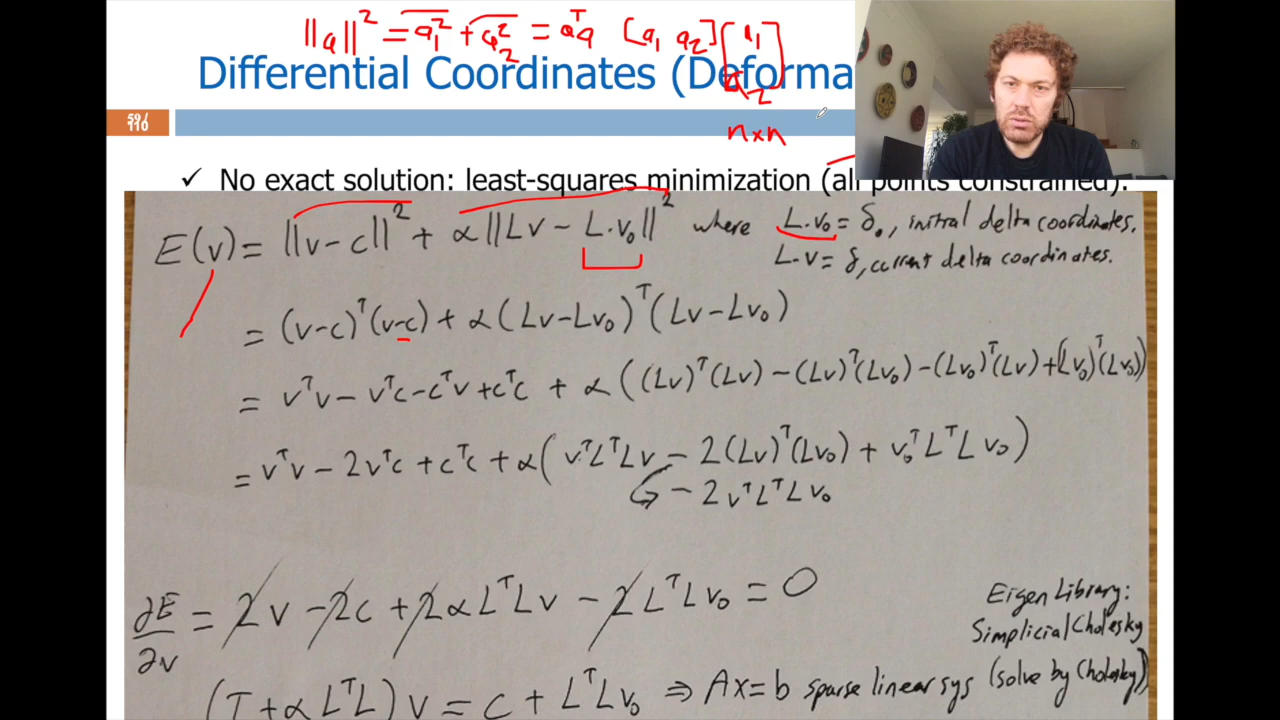 ||a||² = a₁² + a₂² = aᵀa [a₁ a₂] [a₁ a₂]
Differential Coordinates (Deforma
n×n
✓ No exact solution: least-squares minimization (all points constrained).
E(v) = ||v − c||² + α||Lv − L·v₀||² where L·v₀ = δ₀, initial delta coordinates.
L·v = δ, current delta coordinates.
= (v−c)ᵀ(v−c) + α(Lv−Lv₀)ᵀ(Lv−Lv₀)
= vᵀv − vᵀc − cᵀv + cᵀc + α((Lv)ᵀ(Lv) − (Lv)ᵀ(Lv₀) − (Lv₀)ᵀ(Lv) + (Lv₀)ᵀ(Lv₀))
= vᵀv − 2vᵀc + cᵀc + α(vᵀLᵀLv − 2(Lv)ᵀ(Lv₀) + v₀ᵀLᵀLv₀)
↪ − 2vᵀLᵀLv₀
∂E/∂v = 2v − 2c + 2αLᵀLv − 2LᵀLv₀ = 0
Eigen Library:
SimplicialCholesky
(solve by Cholesky)
(I + αLᵀL)v = c + LᵀLv₀ ⇒ Ax=b sparse linear sys